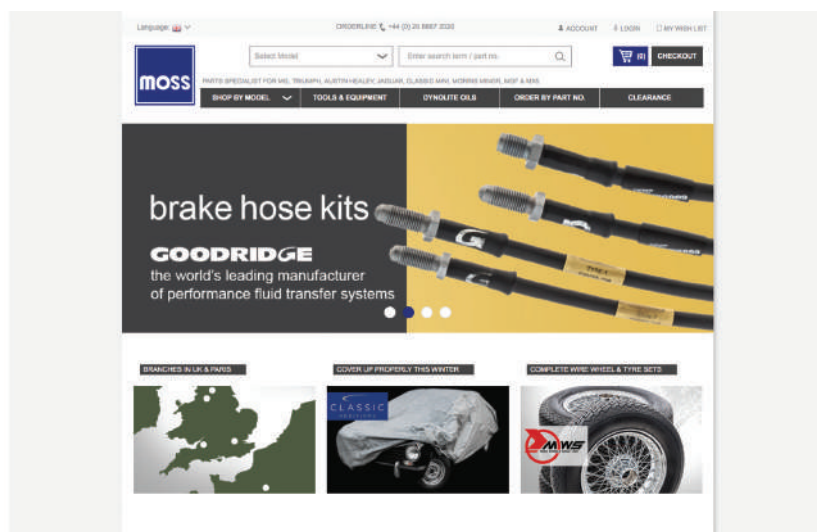 Language:
ORDERLINE +44 (0) 20 8867 2020
ACCOUNT
LOGIN
MY WISH LIST
Select Model
Enter search term / part no.
(0)
CHECKOUT
moss
PARTS SPECIALIST FOR MG, TRIUMPH, AUSTIN-HEALEY, JAGUAR, CLASSIC MINI, MORRIS MINOR, MGF &
SHOP BY MODEL
TOOLS & EQUIPMENT
DYNOLITE OILS
ORDER BY PART NO.
CLEARANCE
brake hose kits
GOODRIDGE
the world's leading manufacturer
of performance fluid transfer systems
G
BRANCHES IN UK & PARIS
COVER UP PROPERLY THIS WINTER
COMPLETE WIRE WHEEL & TYRE SETS
CLASSIC
MWS